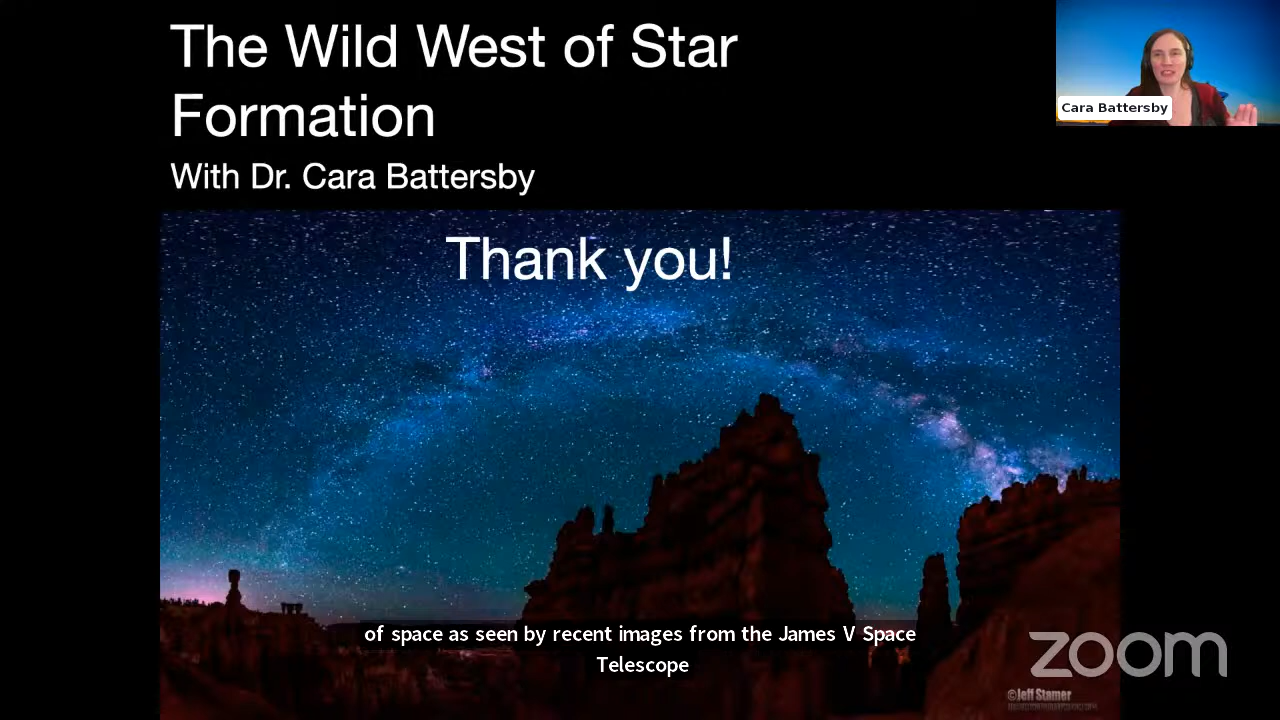 The Wild West of Star
Formation
With Dr. Cara Battersby
Cara Battersby
Thank you!
of space as seen by recent images from the James V Space
Telescope
zoom
©Jeff Stamer